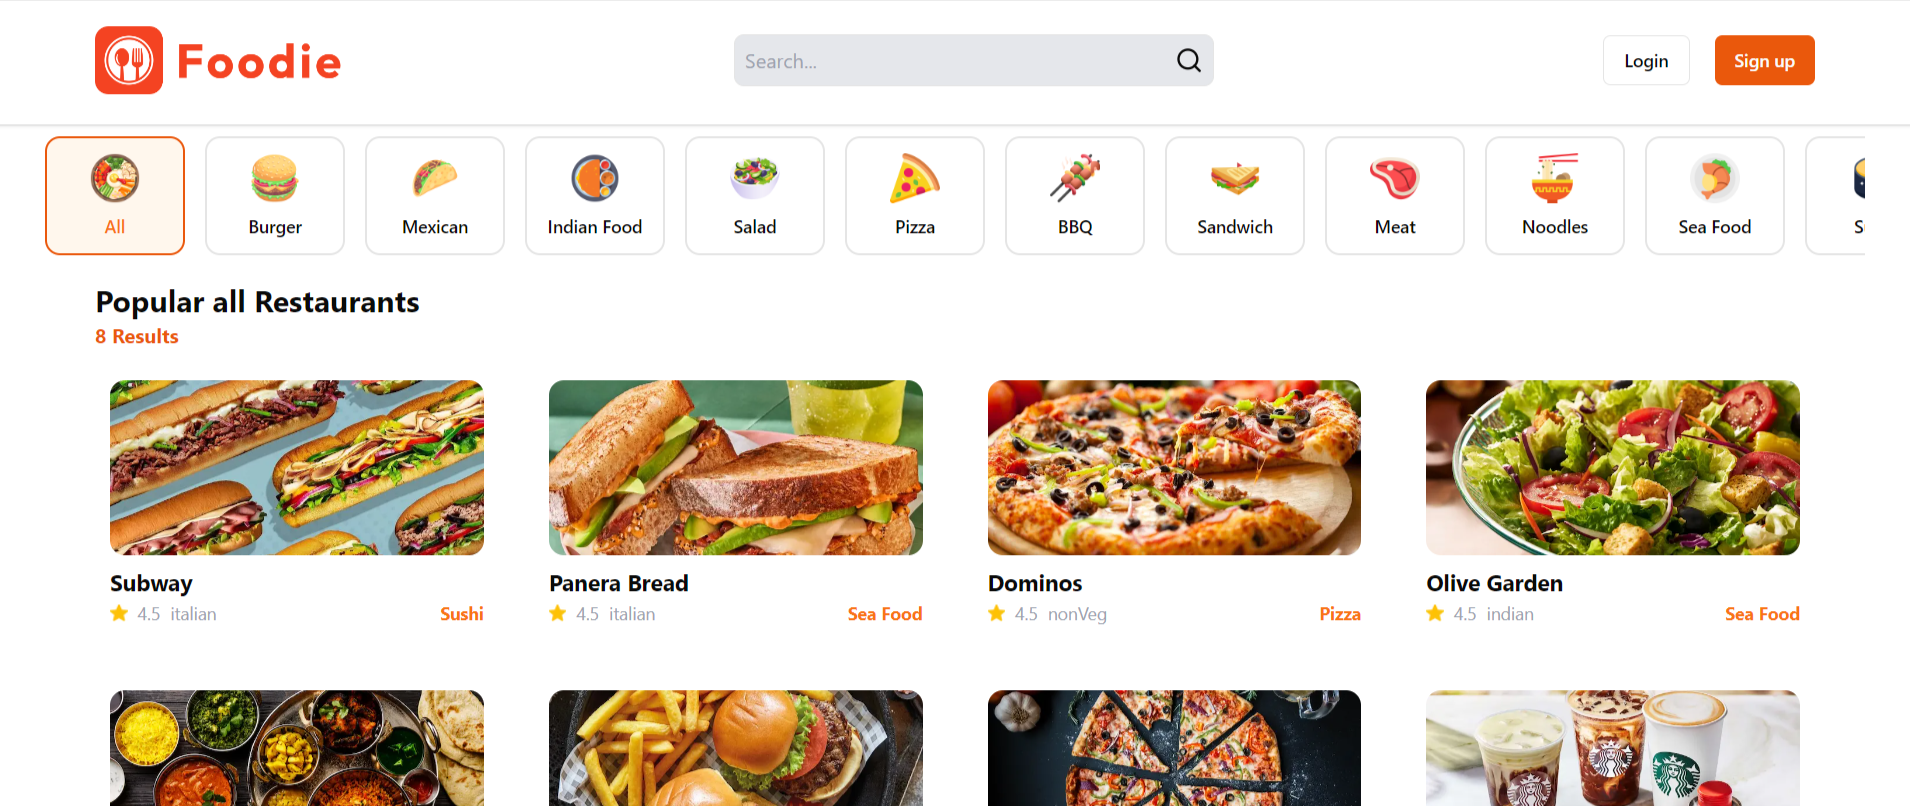 Foodie
Search...
Login
Sign up
All
Burger
Mexican
Indian Food
Salad
Pizza
BBQ
Sandwich
Meat
Noodles
Sea Food
Popular all Restaurants
8 Results
Subway
4.5 italian
Sushi
Panera Bread
4.5 italian
Sea Food
Dominos
4.5 nonVeg
Pizza
Olive Garden
4.5 indian
Sea Food